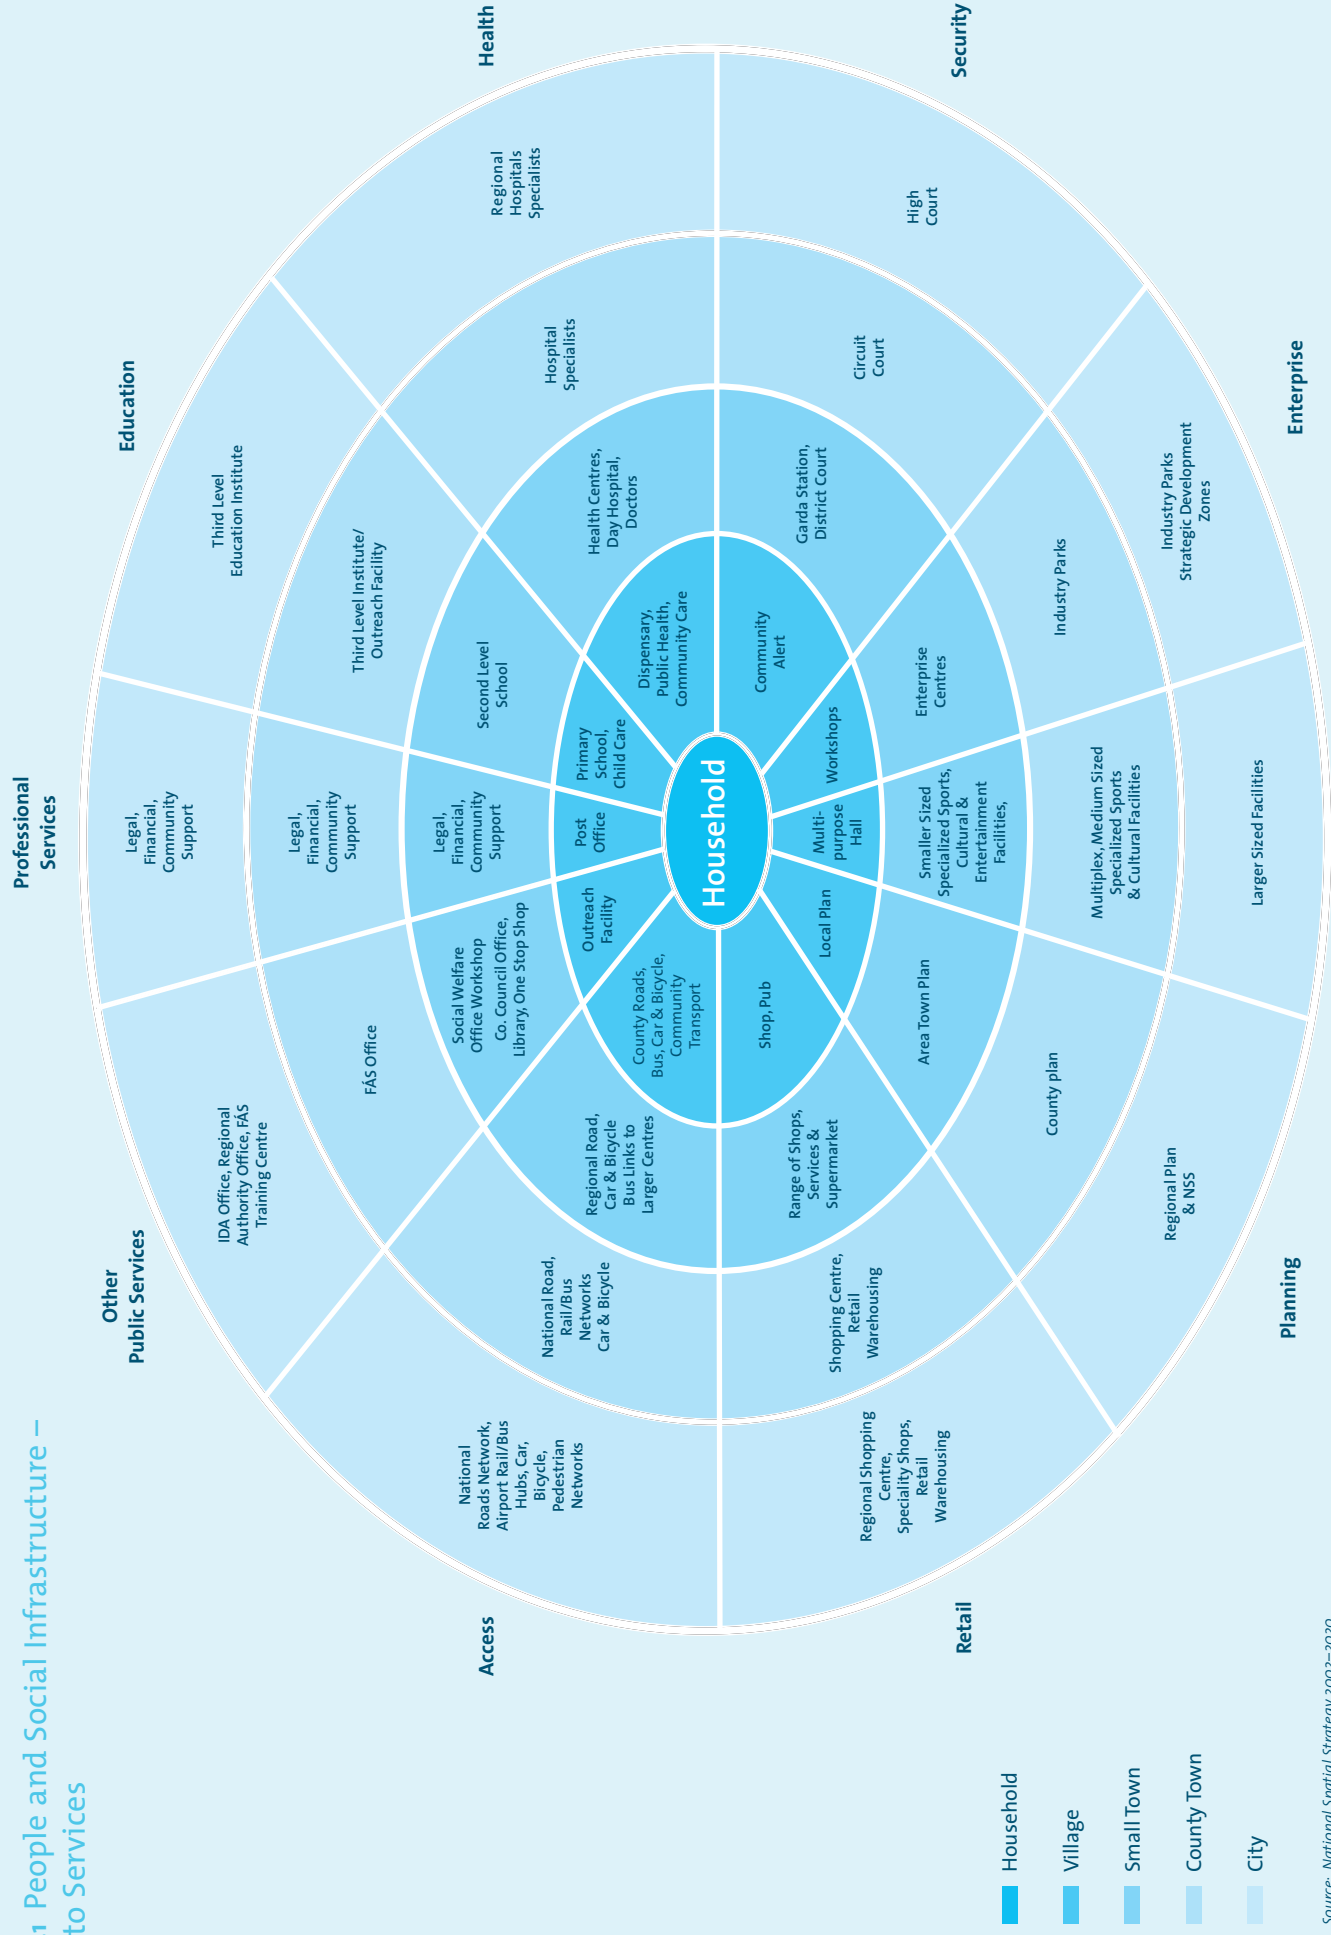 1 People and Social Infrastructure –
to Services
Professional
Services
Education
Health
Security
Enterprise
Planning
Retail
Access
Other
Public Services
Household
Post
Office
Legal,
Financial,
Community
Support
Legal,
Financial,
Community
Support
Legal,
Financial,
Community
Support
Primary
School,
Child Care
Second Level
School
Third Level Institute/
Outreach Facility
Third Level
Education Institute
Dispensary,
Public Health,
Community Care
Health Centres,
Day Hospital,
Doctors
Hospital
Specialists
Regional
Hospitals
Specialists
Community
Alert
Garda Station,
District Court
Circuit
Court
High
Court
Workshops
Enterprise
Centres
Industry Parks
Industry Parks
Strategic Development
Zones
Multi-
purpose
Hall
Smaller Sized
Specialized Sports,
Cultural &
Entertainment
Facilities,
Multiplex, Medium Sized
Specialized Sports
& Cultural Facilities
Larger Sized Facilities
Local Plan
Area Town Plan
County plan
Regional Plan
& NSS
Shop, Pub
Range of Shops,
Services &
Supermarket
Shopping Centre,
Retail
Warehousing
Regional Shopping
Centre,
Speciality Shops,
Retail
Warehousing
County Roads,
Bus, Car & Bicycle,
Community
Transport
Regional Road,
Car & Bicycle
Bus Links to
Larger Centres
National Road,
Rail/Bus
Networks
Car & Bicycle
National
Roads Network,
Airport Rail/Bus
Hubs, Car,
Bicycle,
Pedestrian
Networks
Outreach
Facility
Social Welfare
Office Workshop
Co. Council Office,
Library, One Stop Shop
FÁS Office
IDA Office, Regional
Authority Office, FÁS
Training Centre
Household
Village
Small Town
County Town
City
Source: National Spatial Strategy 2002–2020